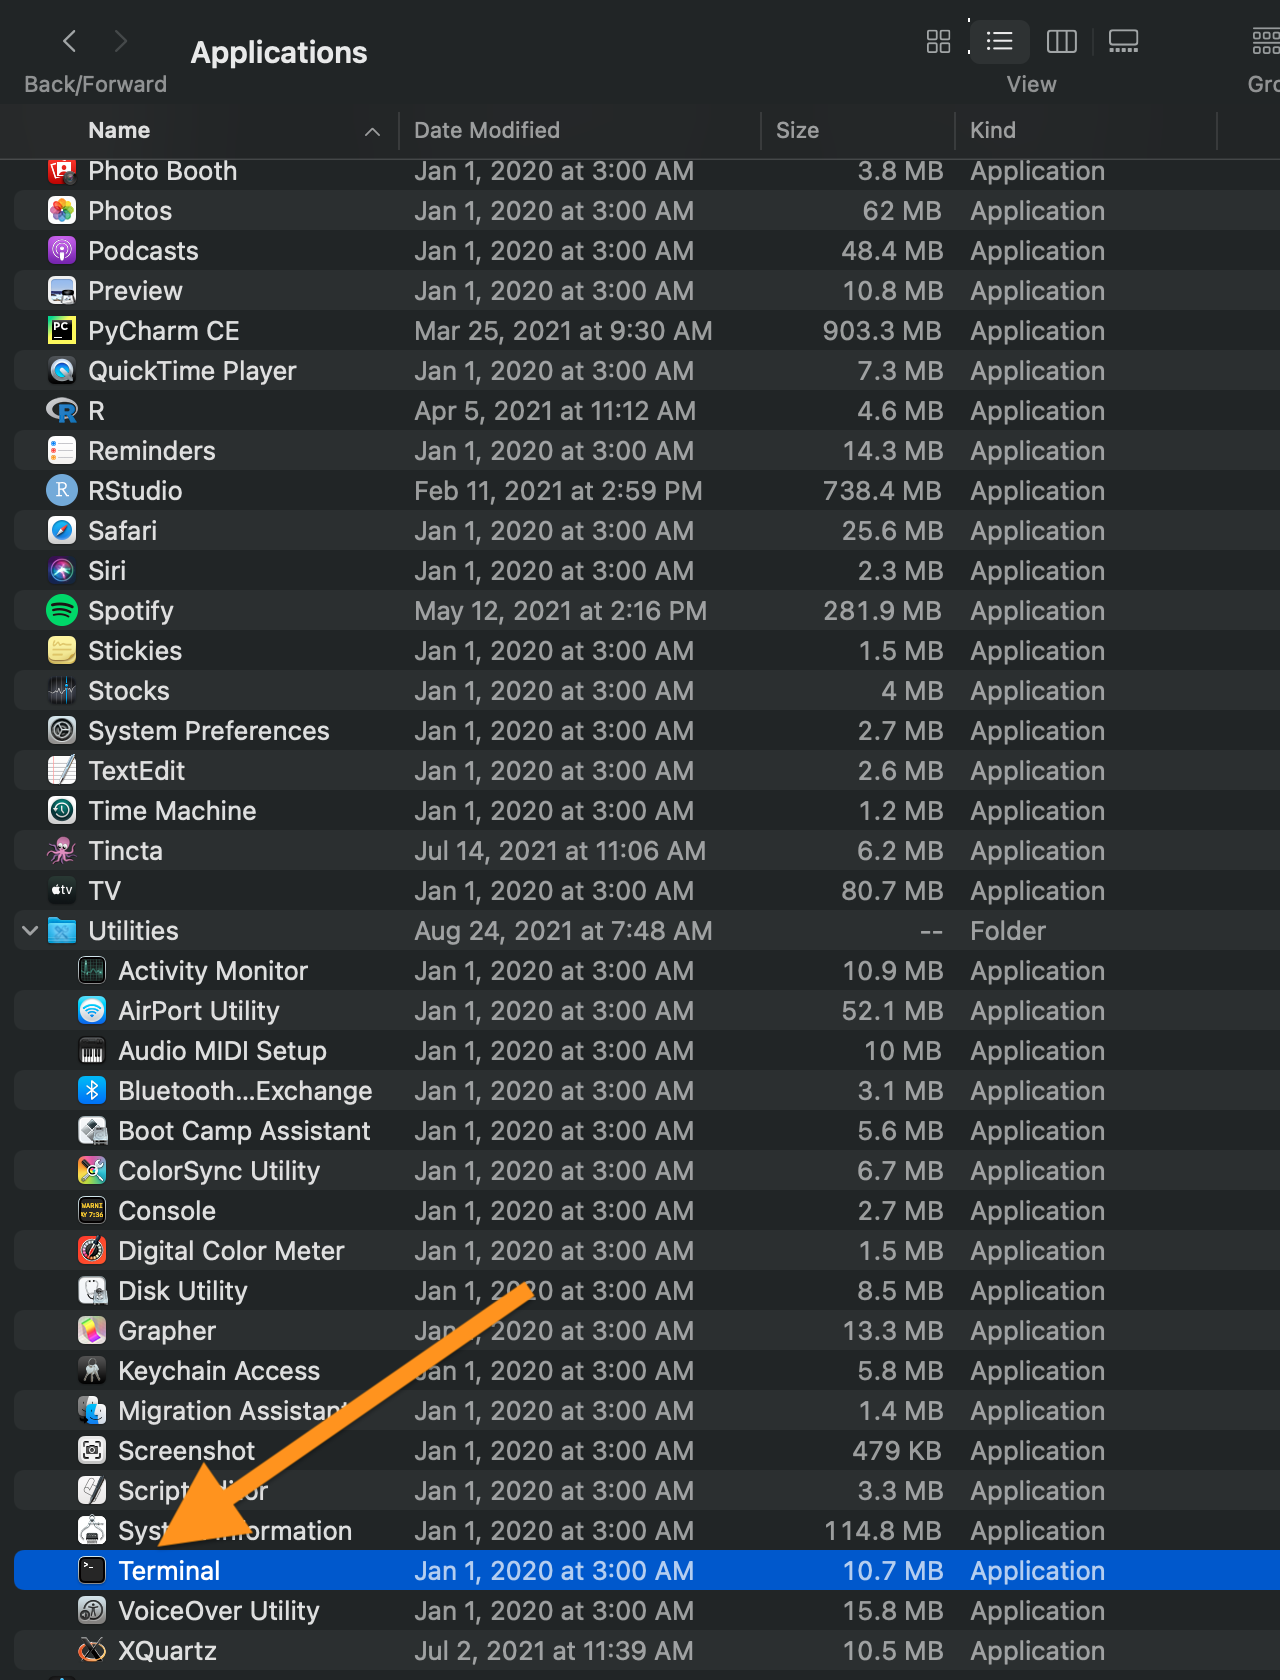 Applications
Back/Forward
View
Gro
Name Date Modified Size Kind
Photo Booth Jan 1, 2020 at 3:00 AM 3.8 MB Application
Photos Jan 1, 2020 at 3:00 AM 62 MB Application
Podcasts Jan 1, 2020 at 3:00 AM 48.4 MB Application
Preview Jan 1, 2020 at 3:00 AM 10.8 MB Application
PC PyCharm CE Mar 25, 2021 at 9:30 AM 903.3 MB Application
QuickTime Player Jan 1, 2020 at 3:00 AM 7.3 MB Application
R Apr 5, 2021 at 11:12 AM 4.6 MB Application
Reminders Jan 1, 2020 at 3:00 AM 14.3 MB Application
R RStudio Feb 11, 2021 at 2:59 PM 738.4 MB Application
Safari Jan 1, 2020 at 3:00 AM 25.6 MB Application
Siri Jan 1, 2020 at 3:00 AM 2.3 MB Application
Spotify May 12, 2021 at 2:16 PM 281.9 MB Application
Stickies Jan 1, 2020 at 3:00 AM 1.5 MB Application
Stocks Jan 1, 2020 at 3:00 AM 4 MB Application
System Preferences Jan 1, 2020 at 3:00 AM 2.7 MB Application
TextEdit Jan 1, 2020 at 3:00 AM 2.6 MB Application
Time Machine Jan 1, 2020 at 3:00 AM 1.2 MB Application
Tincta Jul 14, 2021 at 11:06 AM 6.2 MB Application
tv TV Jan 1, 2020 at 3:00 AM 80.7 MB Application
Utilities Aug 24, 2021 at 7:48 AM -- Folder
Activity Monitor Jan 1, 2020 at 3:00 AM 10.9 MB Application
AirPort Utility Jan 1, 2020 at 3:00 AM 52.1 MB Application
Audio MIDI Setup Jan 1, 2020 at 3:00 AM 10 MB Application
Bluetooth...Exchange Jan 1, 2020 at 3:00 AM 3.1 MB Application
Boot Camp Assistant Jan 1, 2020 at 3:00 AM 5.6 MB Application
ColorSync Utility Jan 1, 2020 at 3:00 AM 6.7 MB Application
Console Jan 1, 2020 at 3:00 AM 2.7 MB Application
Digital Color Meter Jan 1, 2020 at 3:00 AM 1.5 MB Application
Disk Utility Jan 1, 2020 at 3:00 AM 8.5 MB Application
Grapher Jan 1, 2020 at 3:00 AM 13.3 MB Application
Keychain Access Jan 1, 2020 at 3:00 AM 5.8 MB Application
Migration Assistant Jan 1, 2020 at 3:00 AM 1.4 MB Application
Screenshot Jan 1, 2020 at 3:00 AM 479 KB Application
Script Editor Jan 1, 2020 at 3:00 AM 3.3 MB Application
System Information Jan 1, 2020 at 3:00 AM 114.8 MB Application
Terminal Jan 1, 2020 at 3:00 AM 10.7 MB Application
VoiceOver Utility Jan 1, 2020 at 3:00 AM 15.8 MB Application
XQuartz Jul 2, 2021 at 11:39 AM 10.5 MB Application